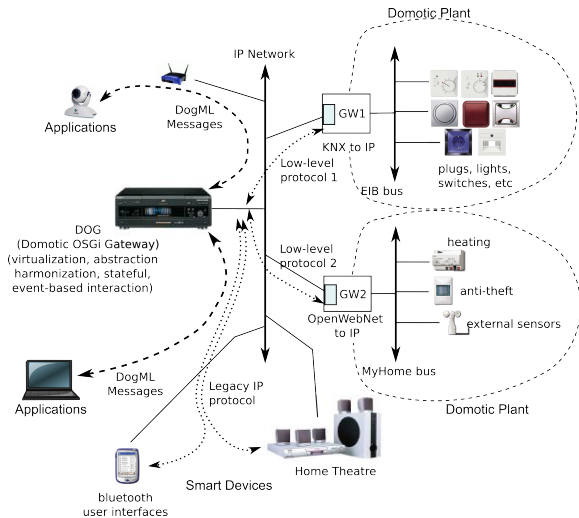 Domotic Plant
IP Network
GW1
KNX to IP
DogML
Messages
Applications
Low-level
protocol 1
plugs, lights,
switches, etc
EIB bus
DOG
(Domotic OSGi Gateway)
(virtualization, abstraction
harmonization, stateful,
event-based interaction)
Low-level
protocol 2
heating
GW2
anti-theft
OpenWebNet
to IP
external sensors
MyHome bus
DogML
Messages
Legacy IP
protocol
Applications
Domotic Plant
Home Theatre
Smart Devices
bluetooth
user interfaces